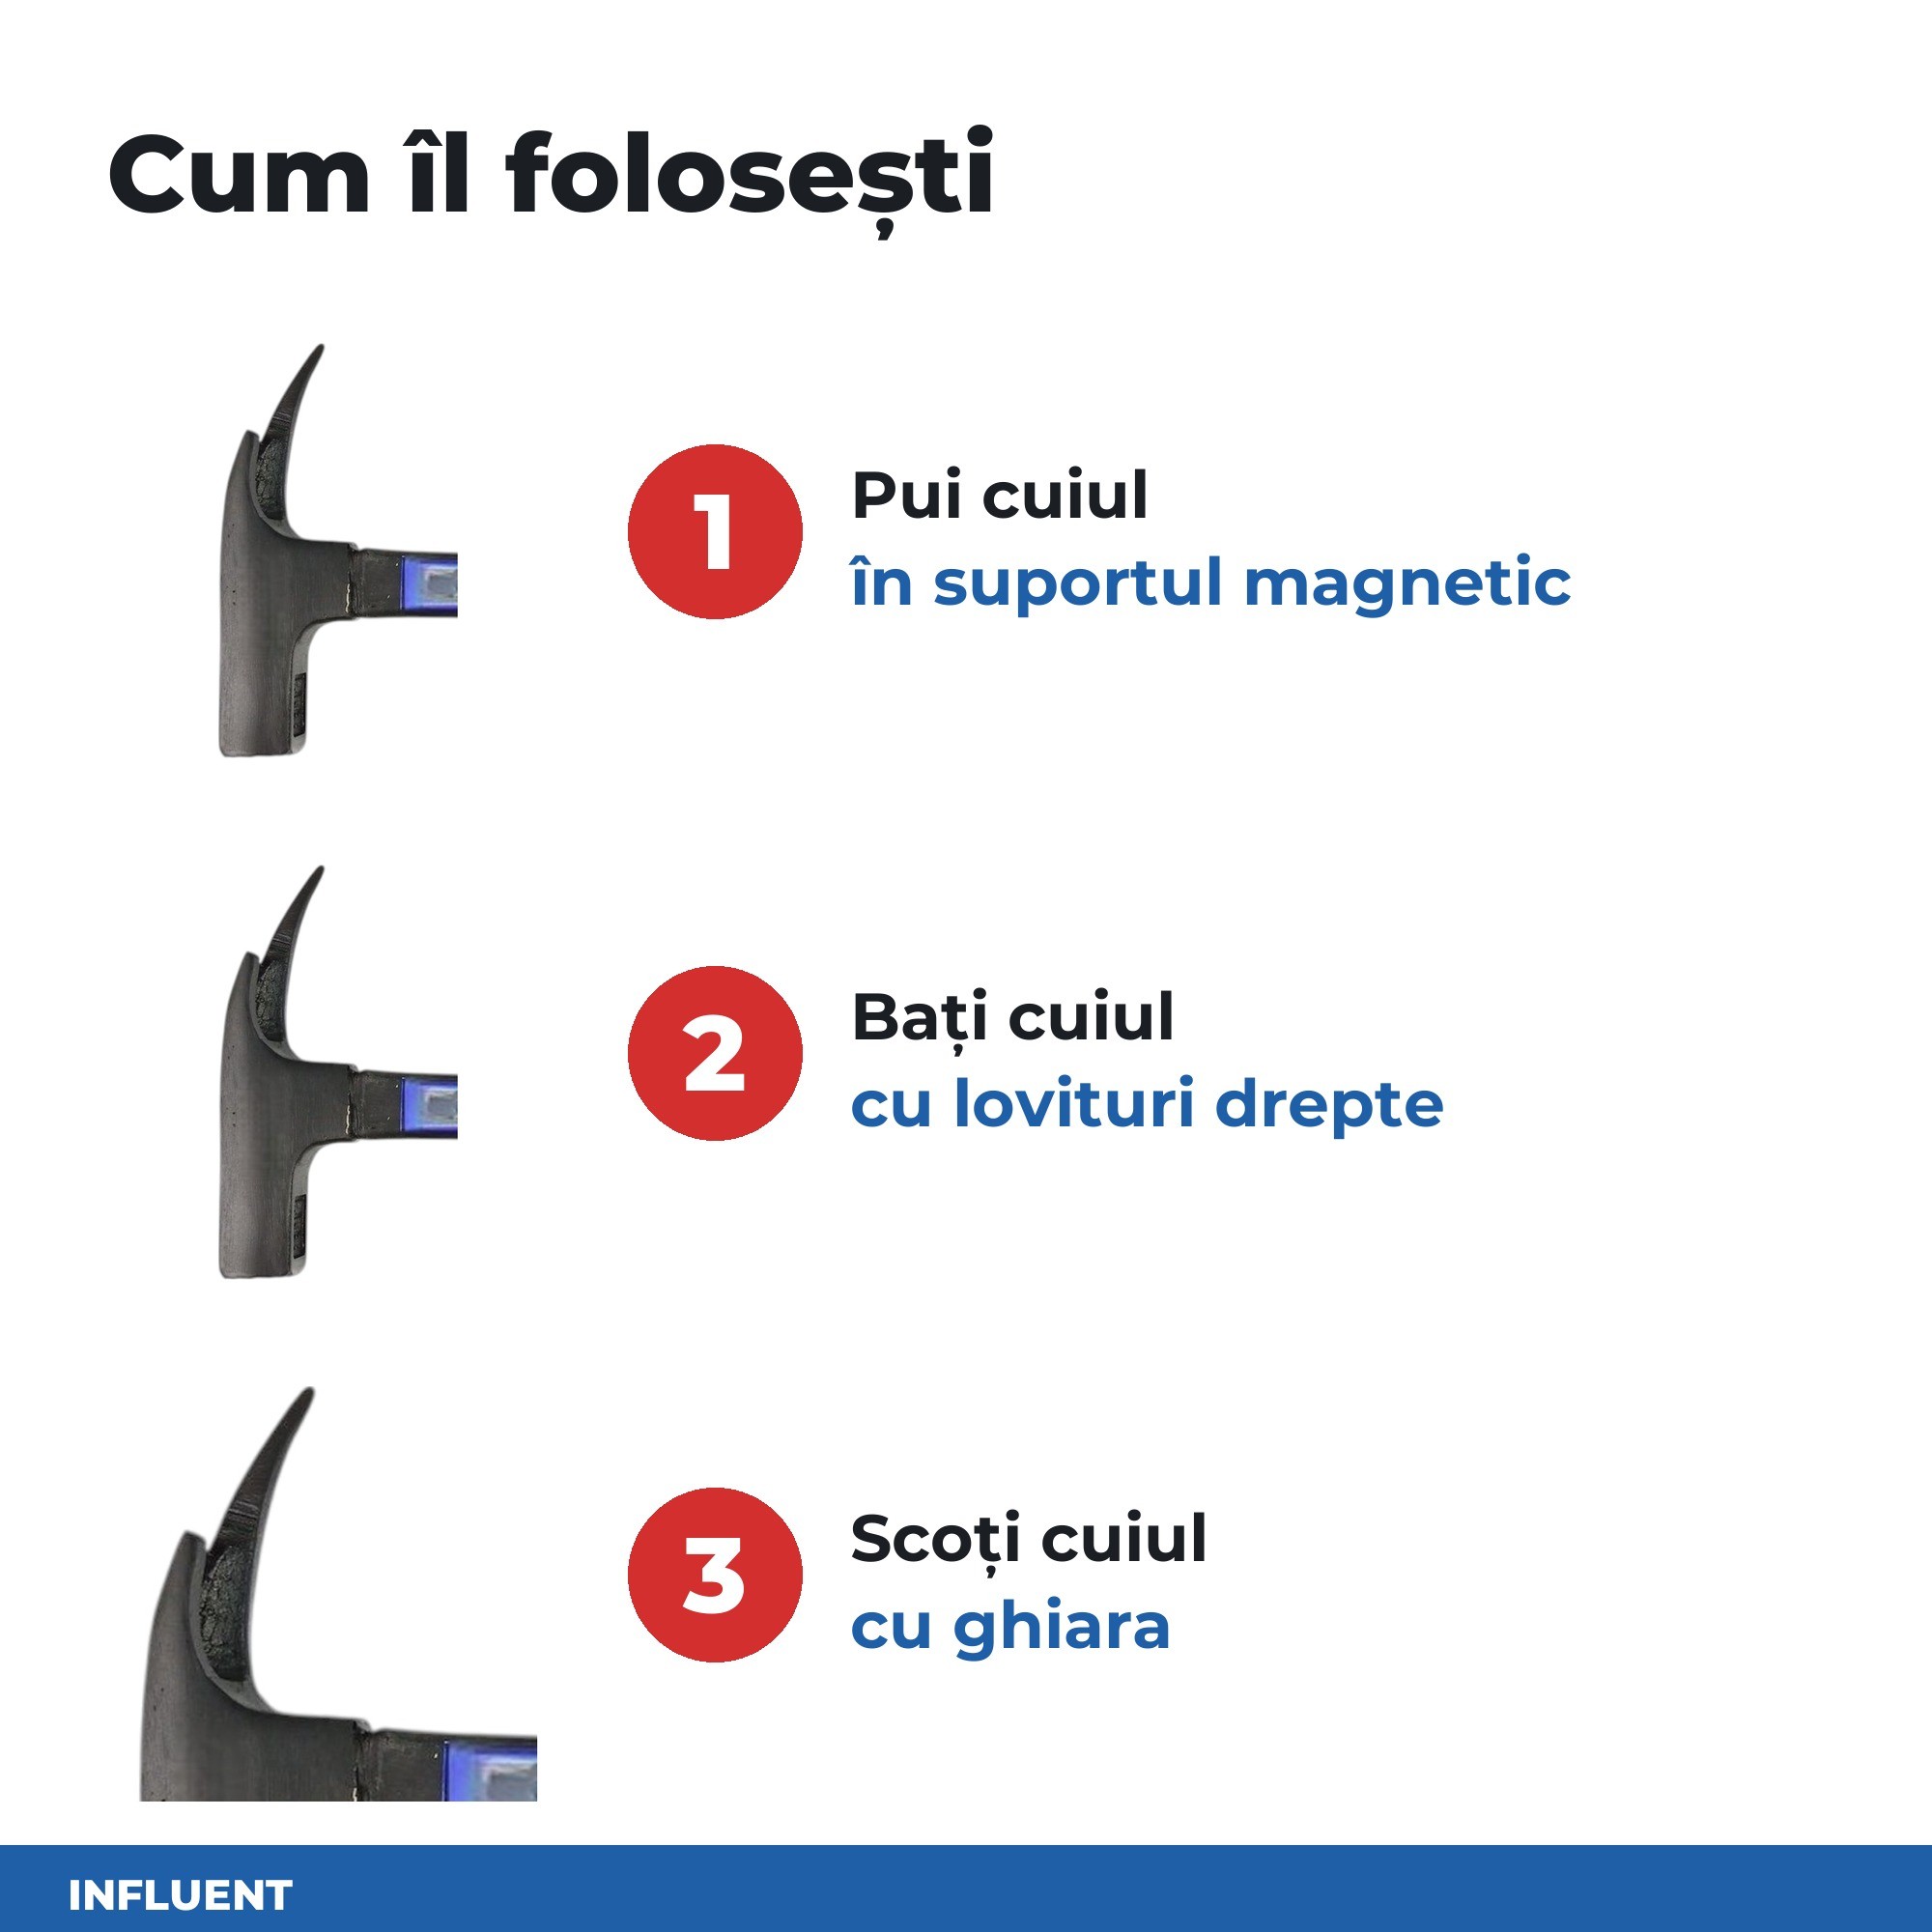 Cum îl folosești
1
Pui cuiul
în suportul magnetic
2
Bați cuiul
cu lovituri drepte
3
Scoți cuiul
cu ghiara
INFLUENT